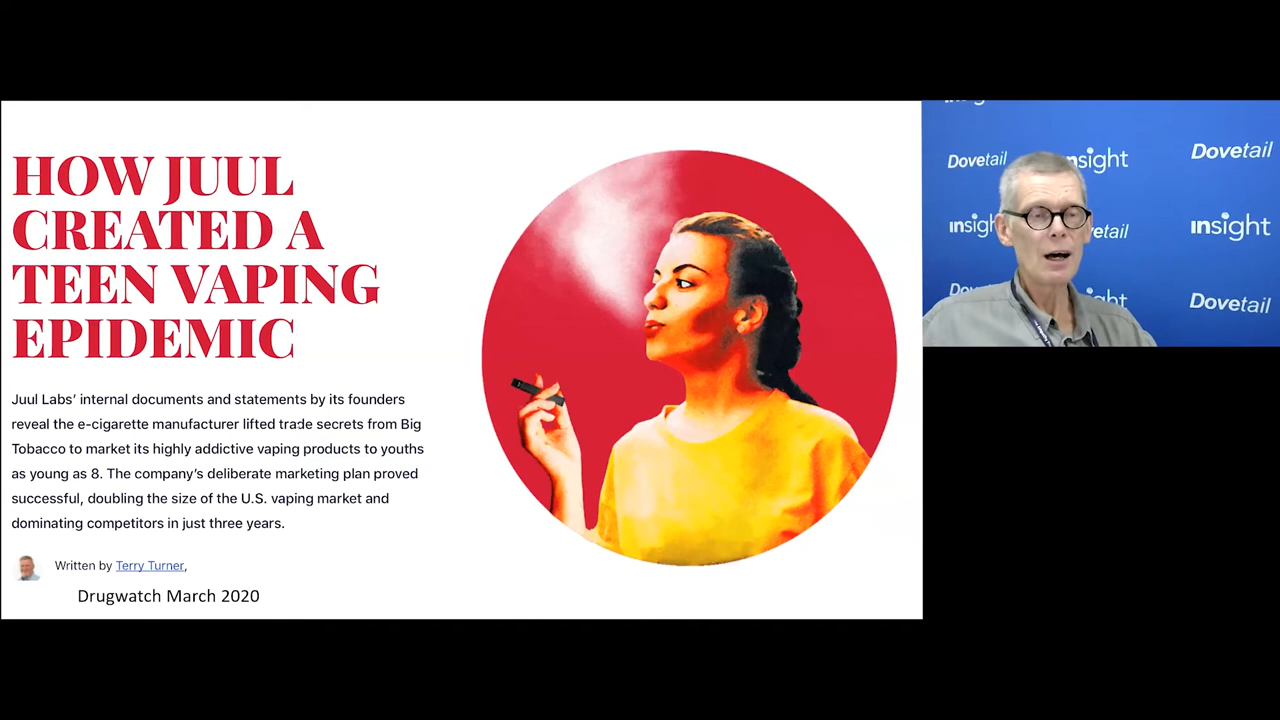 HOW JUUL
CREATED A
TEEN VAPING
EPIDEMIC
Juul Labs' internal documents and statements by its founders
reveal the e-cigarette manufacturer lifted trade secrets from Big
Tobacco to market its highly addictive vaping products to youths
as young as 8. The company's deliberate marketing plan proved
successful, doubling the size of the U.S. vaping market and
dominating competitors in just three years.
Written by Terry Turner,
Drugwatch March 2020
Dovetail
insight
Dovetail
insight
insight
Dovetail